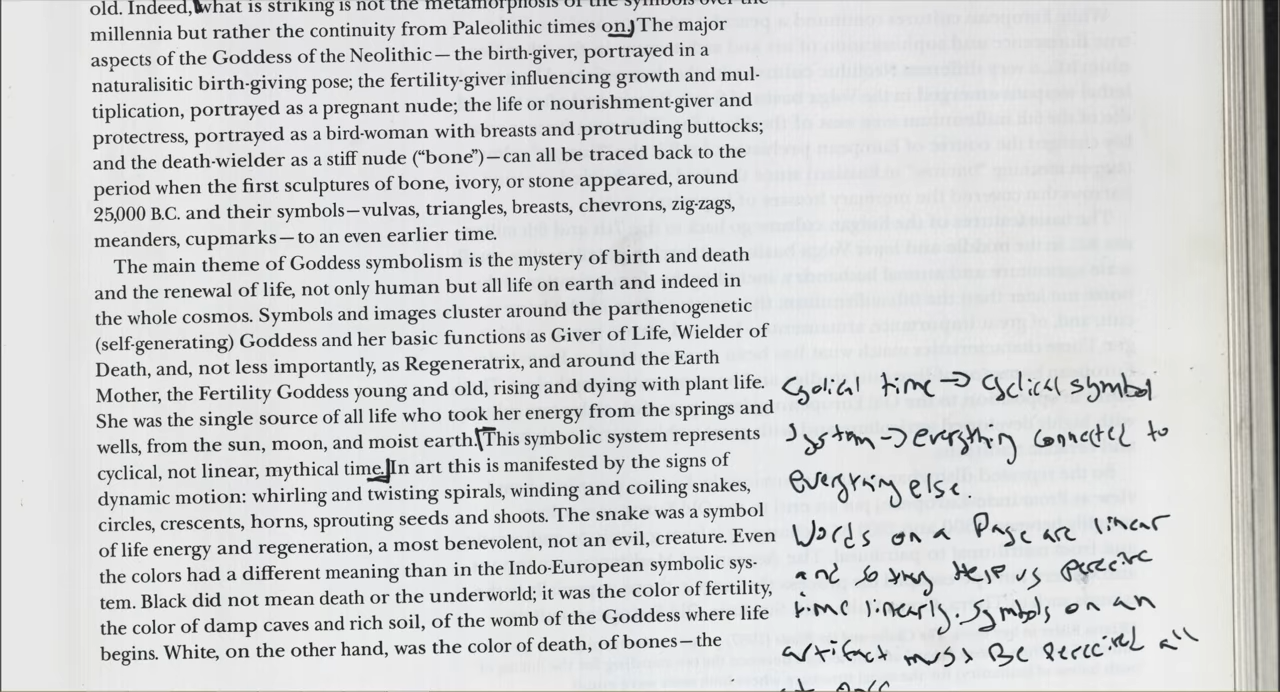 old. Indeed, what is striking is not the metamorphosis of the symbols over the
millennia but rather the continuity from Paleolithic times on. The major
aspects of the Goddess of the Neolithic—the birth-giver, portrayed in a
naturalisitic birth-giving pose; the fertility-giver influencing growth and mul-
tiplication, portrayed as a pregnant nude; the life or nourishment-giver and
protectress, portrayed as a bird-woman with breasts and protruding buttocks;
and the death-wielder as a stiff nude (“bone”)—can all be traced back to the
period when the first sculptures of bone, ivory, or stone appeared, around
25,000 B.C. and their symbols—vulvas, triangles, breasts, chevrons, zig-zags,
meanders, cupmarks—to an even earlier time.
The main theme of Goddess symbolism is the mystery of birth and death
and the renewal of life, not only human but all life on earth and indeed in
the whole cosmos. Symbols and images cluster around the parthenogenetic
(self-generating) Goddess and her basic functions as Giver of Life, Wielder of
Death, and, not less importantly, as Regeneratrix, and around the Earth
Mother, the Fertility Goddess young and old, rising and dying with plant life.
She was the single source of all life who took her energy from the springs and
wells, from the sun, moon, and moist earth. This symbolic system represents
cyclical, not linear, mythical time. In art this is manifested by the signs of
dynamic motion: whirling and twisting spirals, winding and coiling snakes,
circles, crescents, horns, sprouting seeds and shoots. The snake was a symbol
of life energy and regeneration, a most benevolent, not an evil, creature. Even
the colors had a different meaning than in the Indo-European symbolic sys-
tem. Black did not mean death or the underworld; it was the color of fertility,
the color of damp caves and rich soil, of the womb of the Goddess where life
begins. White, on the other hand, was the color of death, of bones—the
Cyclical time → Cyclical symbol
system → everything connected to
everything else.
Words on a Page are linear
and so may Help us perceive
time linearly. Symbols on an
artifact must Be perceived all
at once